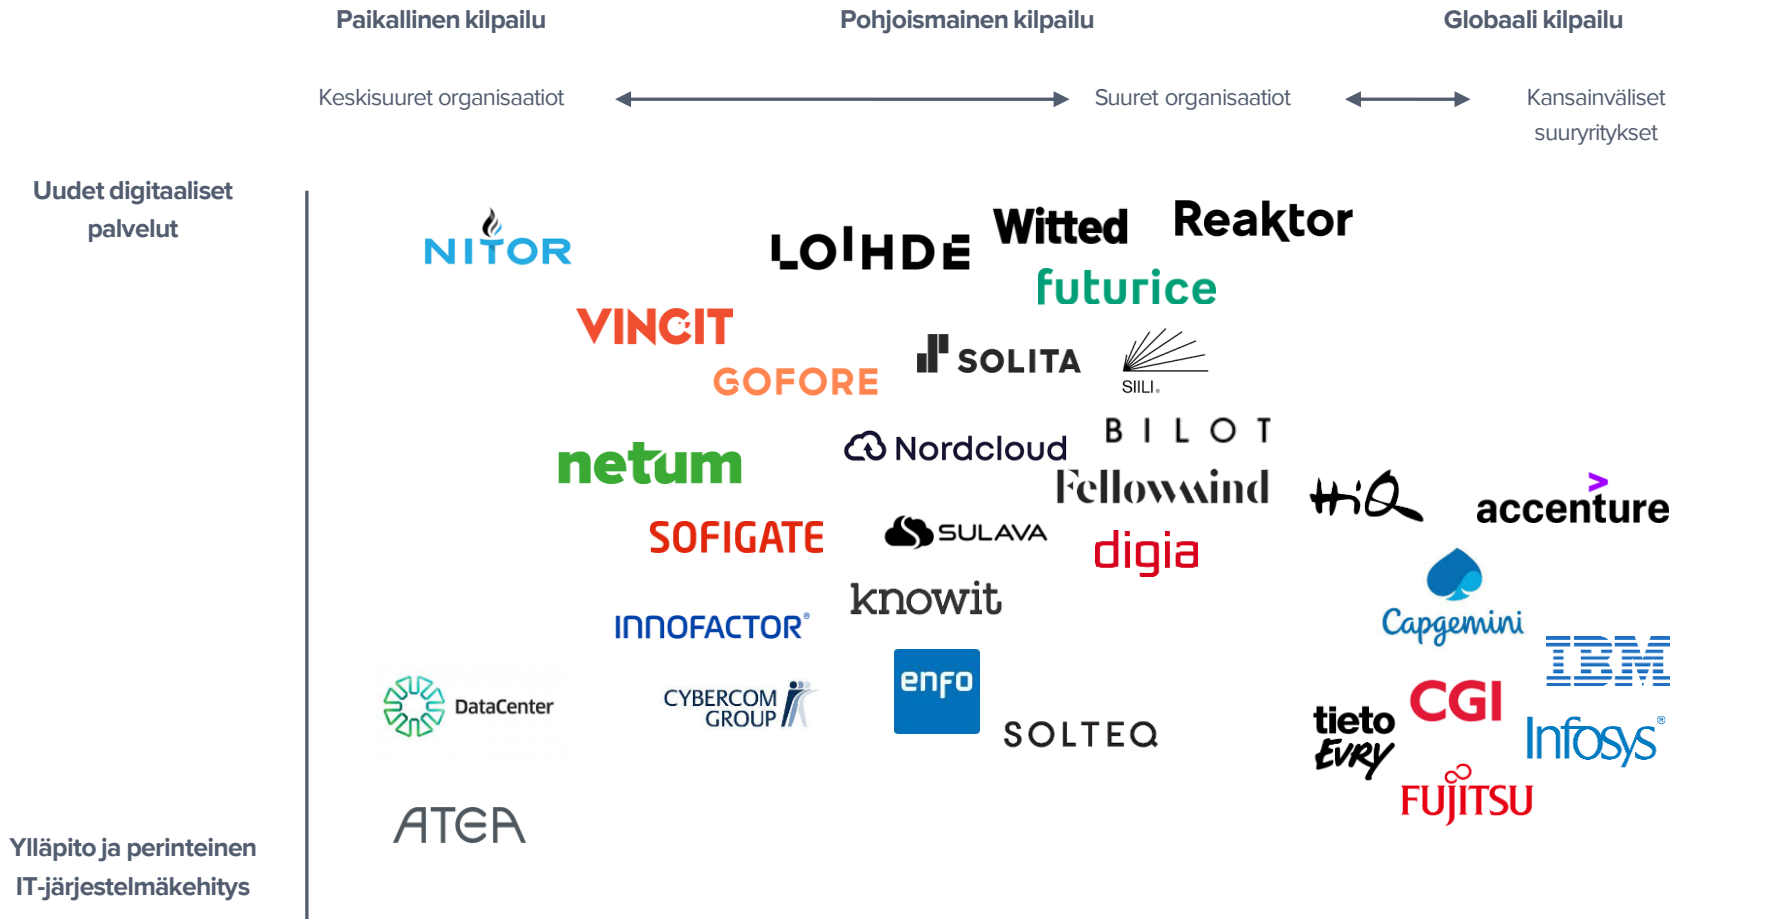 Paikallinen kilpailu
Pohjoismainen kilpailu
Globaali kilpailu
Keskisuuret organisaatiot
Suuret organisaatiot
Kansainväliset
suuryritykset
Uudet digitaaliset
palvelut
NITOR
LOIHDE
Witted
Reaktor
futurice
VINCIT
GOFORE
SOLITA
SIILI®
BILOT
netum
Nordcloud
Fellowmind
HiQ
accenture
SOFIGATE
SULAVA
digia
knowit
Capgemini
INNOFACTOR®
IBM
enfo
DataCenter
CYBERCOM
GROUP
CGI
SOLTEQ
tieto
EVRY
Infosys®
FUJITSU
ATEA
Ylläpito ja perinteinen
IT-järjestelmäkehitys